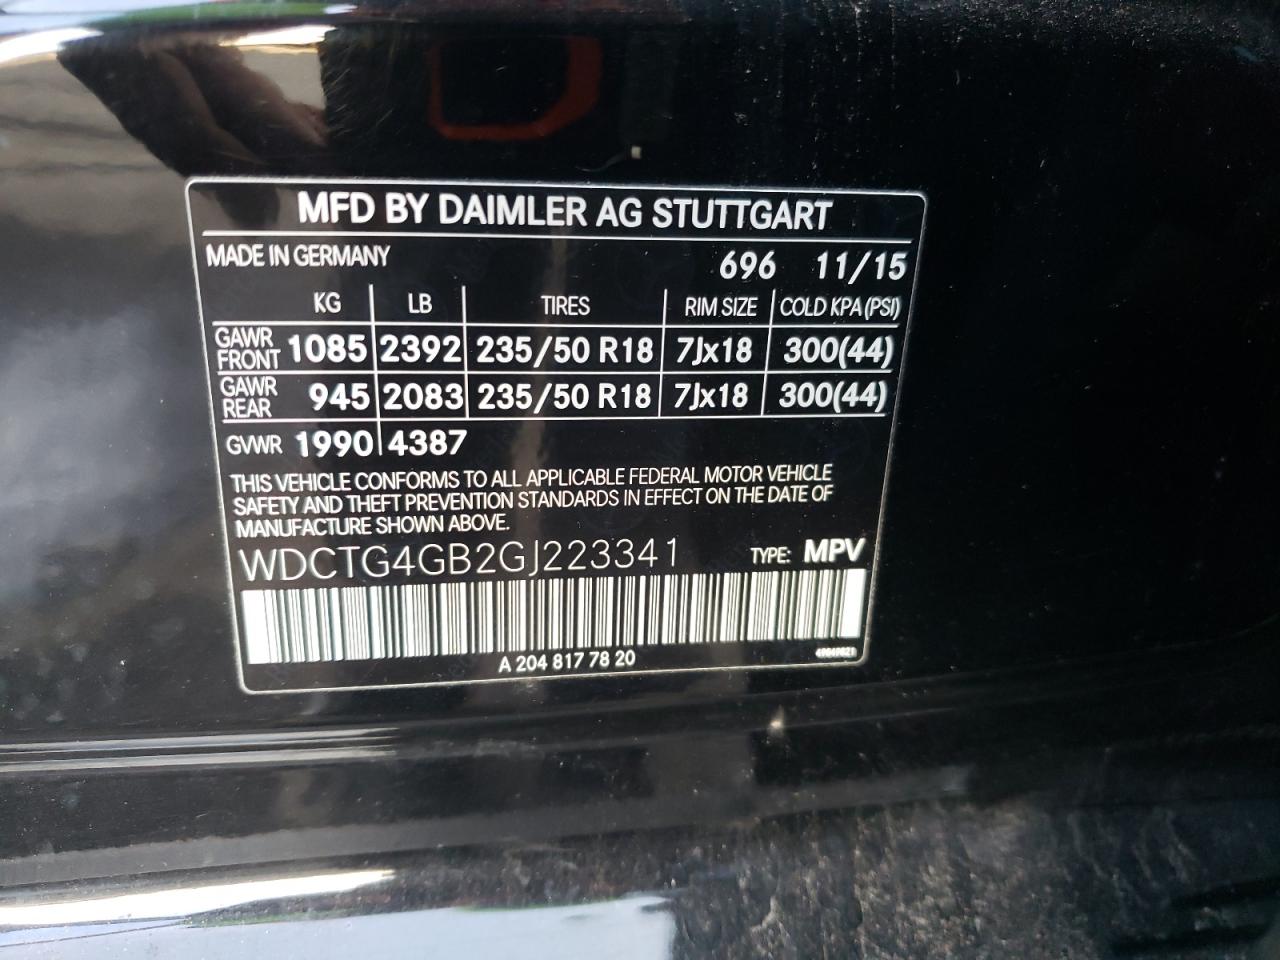 MFD BY DAIMLER AG STUTTGART
MADE IN GERMANY 696 11/15
KG LB TIRES RIM SIZE COLD KPA (PSI)
GAWR FRONT 1085 2392 235/50 R18 7Jx18 300(44)
GAWR REAR 945 2083 235/50 R18 7Jx18 300(44)
GVWR 1990 4387
THIS VEHICLE CONFORMS TO ALL APPLICABLE FEDERAL MOTOR VEHICLE
SAFETY AND THEFT PREVENTION STANDARDS IN EFFECT ON THE DATE OF
MANUFACTURE SHOWN ABOVE.
WDCTG4GB2GJ223341 TYPE: MPV
A 204 817 78 20